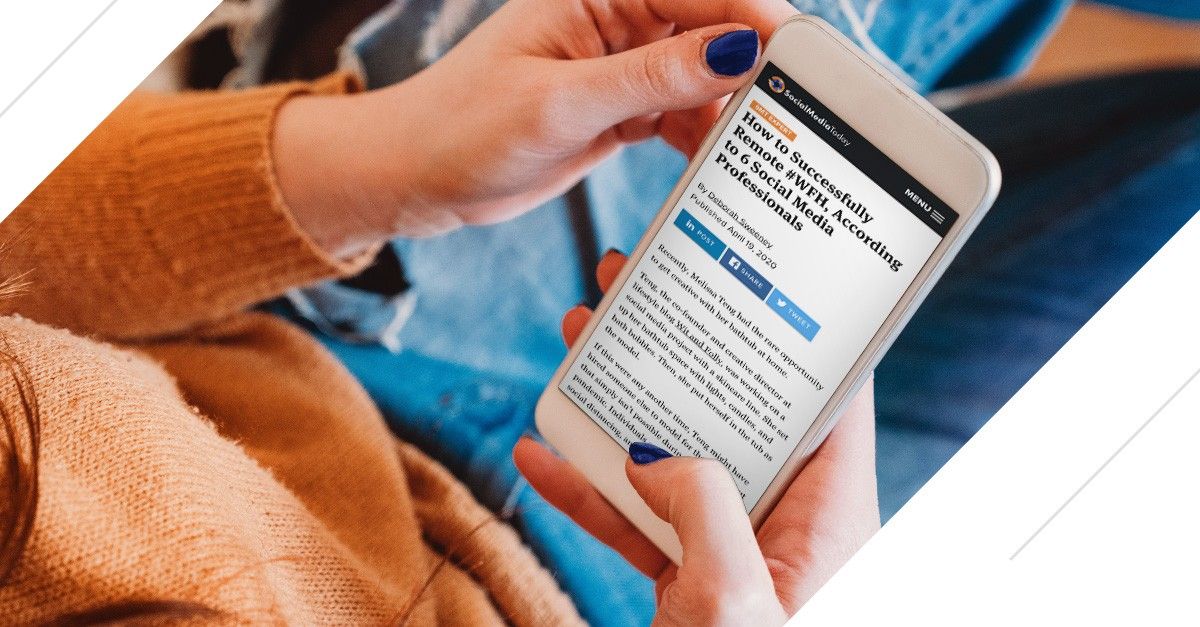 SocialMediaToday
MENU
SMT EXPERT
How to Successfully
Remote #WFH, According
to 6 Social Media
Professionals
By Deborah Sweeney
Published April 19, 2020
in POST
SHARE
TWEET
Recently, Melissa Teng had the rare opportunity
to get creative with her bathtub at home.
Teng, the co-founder and creative director at
lifestyle blog Wit and Folly, was working on a
social media project with a skincare line. She set
up her bathtub space with lights, candles, and
bath bubbles. Then, she put herself in the tub as
the model.
If this were any another time, Teng might have
hired someone else to model for the
that simply isn't possible during
pandemic. Individuals
social distancing,